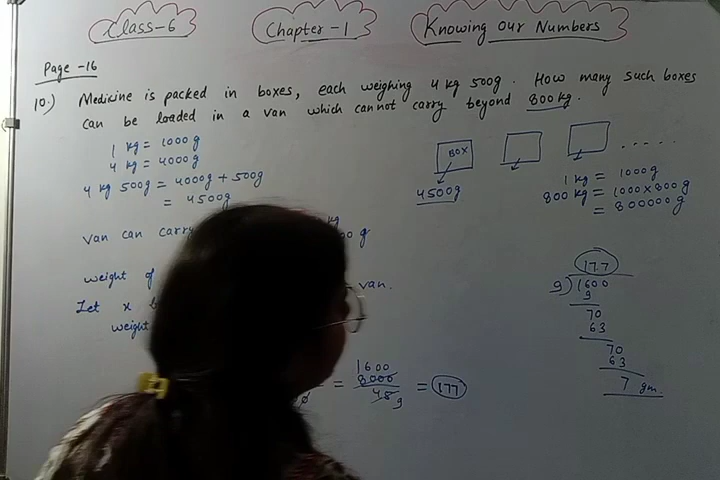 Class-6 Chapter-1 Knowing Our Numbers
Page -16
10.) Medicine is packed in boxes, each weighing 4 kg 500g. How many such boxes
can be loaded in a van which cannot carry beyond 800 kg.
1 kg = 1000 g
4 kg = 4000 g
4 kg 500g = 4000g + 500g
= 4500g
BOX
4500g
.....
1 kg = 1000g
800 kg = 1000 x 800 g
= 800000 g
Van can carry kg
g
weight of van.
Let x
weight
= 1600
8000
45 9
= 177
177
9) 1600
9
70
63
70
63
7 gm.